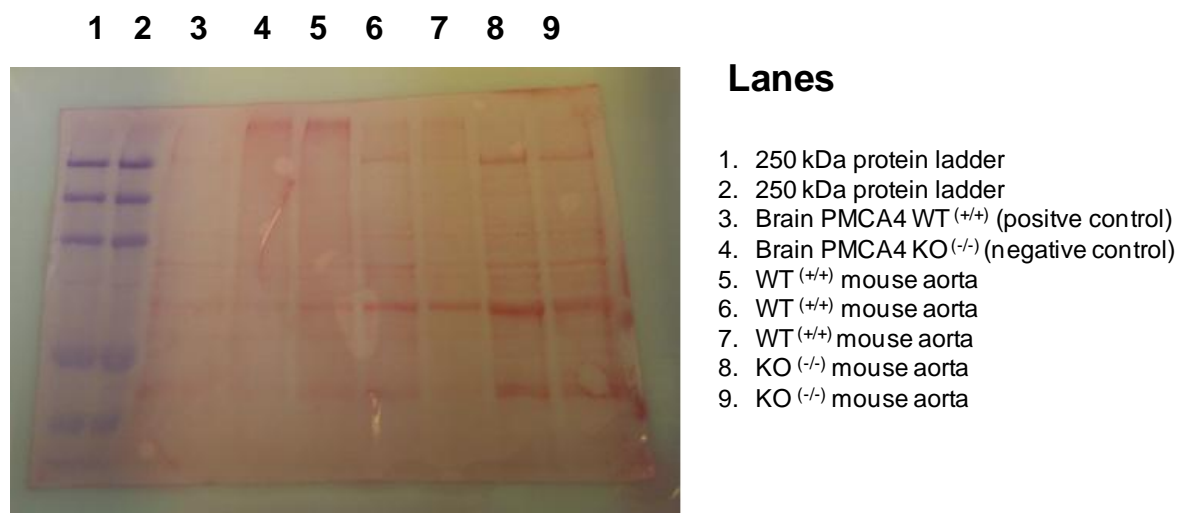 1 2 3 4 5 6 7 8 9
Lanes
1. 250 kDa protein ladder
2. 250 kDa protein ladder
3. Brain PMCA4 WT (+/+) (positve control)
4. Brain PMCA4 KO (-/-) (negative control)
5. WT (+/+) mouse aorta
6. WT (+/+) mouse aorta
7. WT (+/+) mouse aorta
8. KO (-/-) mouse aorta
9. KO (-/-) mouse aorta